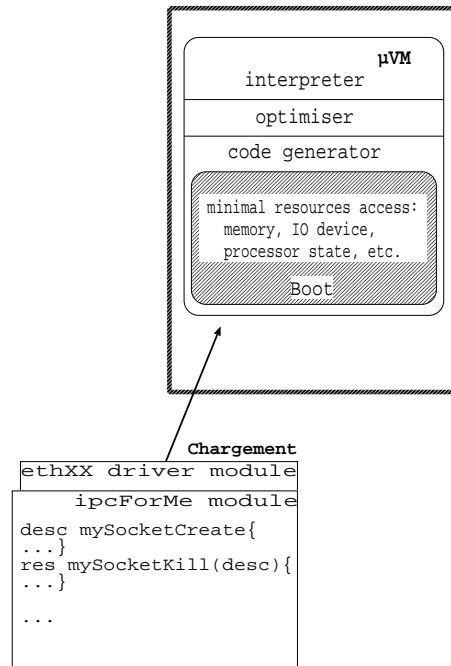 µVM
interpreter
optimiser
code generator
minimal resources access:
memory, IO device,
processor state, etc.
Boot
Chargement
ethXX driver module
ipcForMe module
desc mySocketCreate{
...}
res mySocketKill(desc){
...}
...